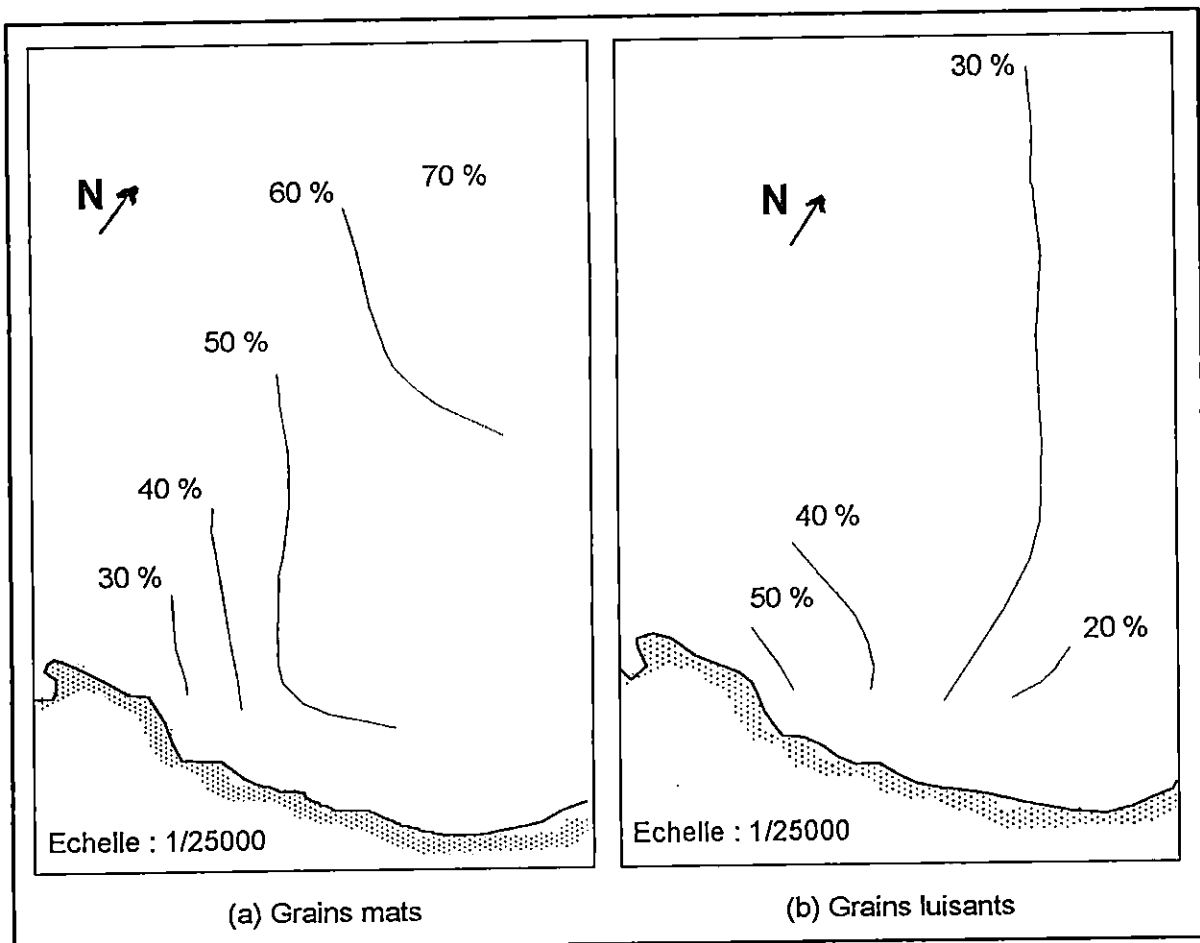 N
60 %
70 %
50 %
40 %
30 %
Echelle : 1/25000
(a) Grains mats
30 %
N
40 %
50 %
20 %
Echelle : 1/25000
(b) Grains luisants